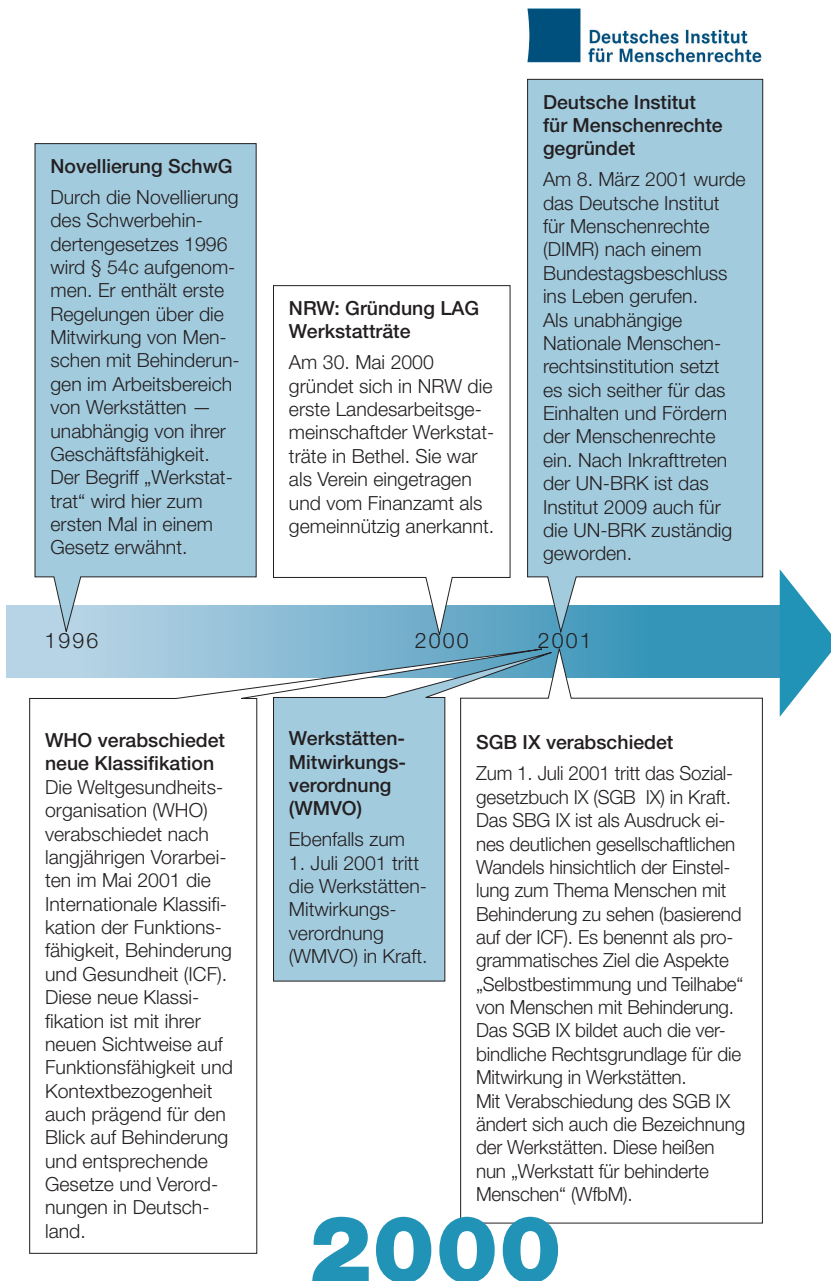 Deutsches Institut
für Menschenrechte
Novellierung SchwG
Durch die Novellierung
des Schwerbehin-
dertengesetzes 1996
wird § 54c aufgenom-
men. Er enthält erste
Regelungen über die
Mitwirkung von Men-
schen mit Behinderun-
gen im Arbeitsbereich
von Werkstätten —
unabhängig von ihrer
Geschäftsfähigkeit.
Der Begriff „Werkstat-
trat“ wird hier zum
ersten Mal in einem
Gesetz erwähnt.
NRW: Gründung LAG
Werkstatträte
Am 30. Mai 2000
gründet sich in NRW die
erste Landesarbeitsge-
meinschaftder Werkstat-
träte in Bethel. Sie war
als Verein eingetragen
und vom Finanzamt als
gemeinnützig anerkannt.
Deutsche Institut
für Menschenrechte
gegründet
Am 8. März 2001 wurde
das Deutsche Institut
für Menschenrechte
(DIMR) nach einem
Bundestagsbeschluss
ins Leben gerufen.
Als unabhängige
Nationale Menschen-
rechtsinstitution setzt
es sich seither für das
Einhalten und Fördern
der Menschenrechte
ein. Nach Inkrafttreten
der UN-BRK ist das
Institut 2009 auch für
die UN-BRK zuständig
geworden.
1996
2000
2001
WHO verabschiedet
neue Klassifikation
Die Weltgesundheits-
organisation (WHO)
verabschiedet nach
langjährigen Vorarbei-
ten im Mai 2001 die
Internationale Klassifi-
kation der Funktions-
fähigkeit, Behinderung
und Gesundheit (ICF).
Diese neue Klassi-
fikation ist mit ihrer
neuen Sichtweise auf
Funktionsfähigkeit und
Kontextbezogenheit
auch prägend für den
Blick auf Behinderung
und entsprechende
Gesetze und Verord-
nungen in Deutsch-
land.
Werkstätten-
Mitwirkungs-
verordnung
(WMVO)
Ebenfalls zum
1. Juli 2001 tritt
die Werkstätten-
Mitwirkungs-
verordnung
(WMVO) in Kraft.
SGB IX verabschiedet
Zum 1. Juli 2001 tritt das Sozial-
gesetzbuch IX (SGB IX) in Kraft.
Das SBG IX ist als Ausdruck ei-
nes deutlichen gesellschaftlichen
Wandels hinsichtlich der Einstel-
lung zum Thema Menschen mit
Behinderung zu sehen (basierend
auf der ICF). Es benennt als pro-
grammatisches Ziel die Aspekte
„Selbstbestimmung und Teilhabe“
von Menschen mit Behinderung.
Das SGB IX bildet auch die ver-
bindliche Rechtsgrundlage für die
Mitwirkung in Werkstätten.
Mit Verabschiedung des SGB IX
ändert sich auch die Bezeichnung
der Werkstätten. Diese heißen
nun „Werkstatt für behinderte
Menschen“ (WfbM).
2000